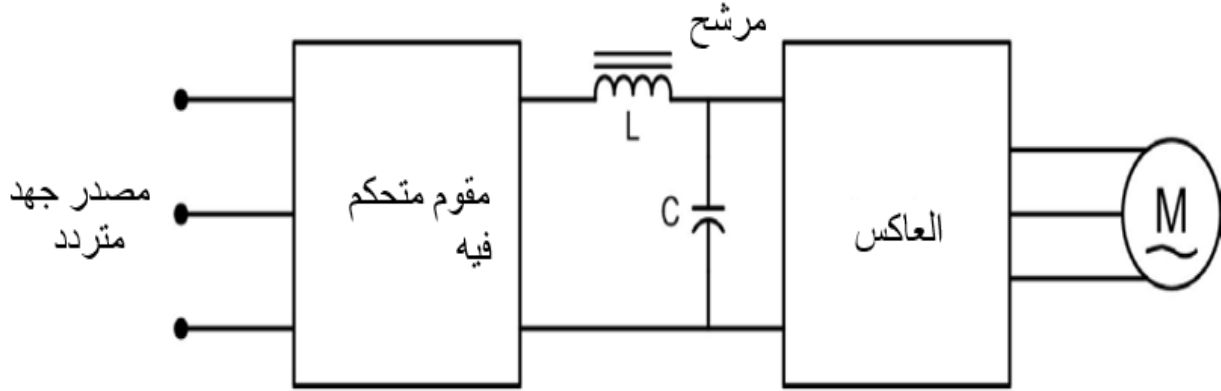 مرشح
L
مصدر جهد
متردد
مقوم متحكم
فيه
C
العاكس
M